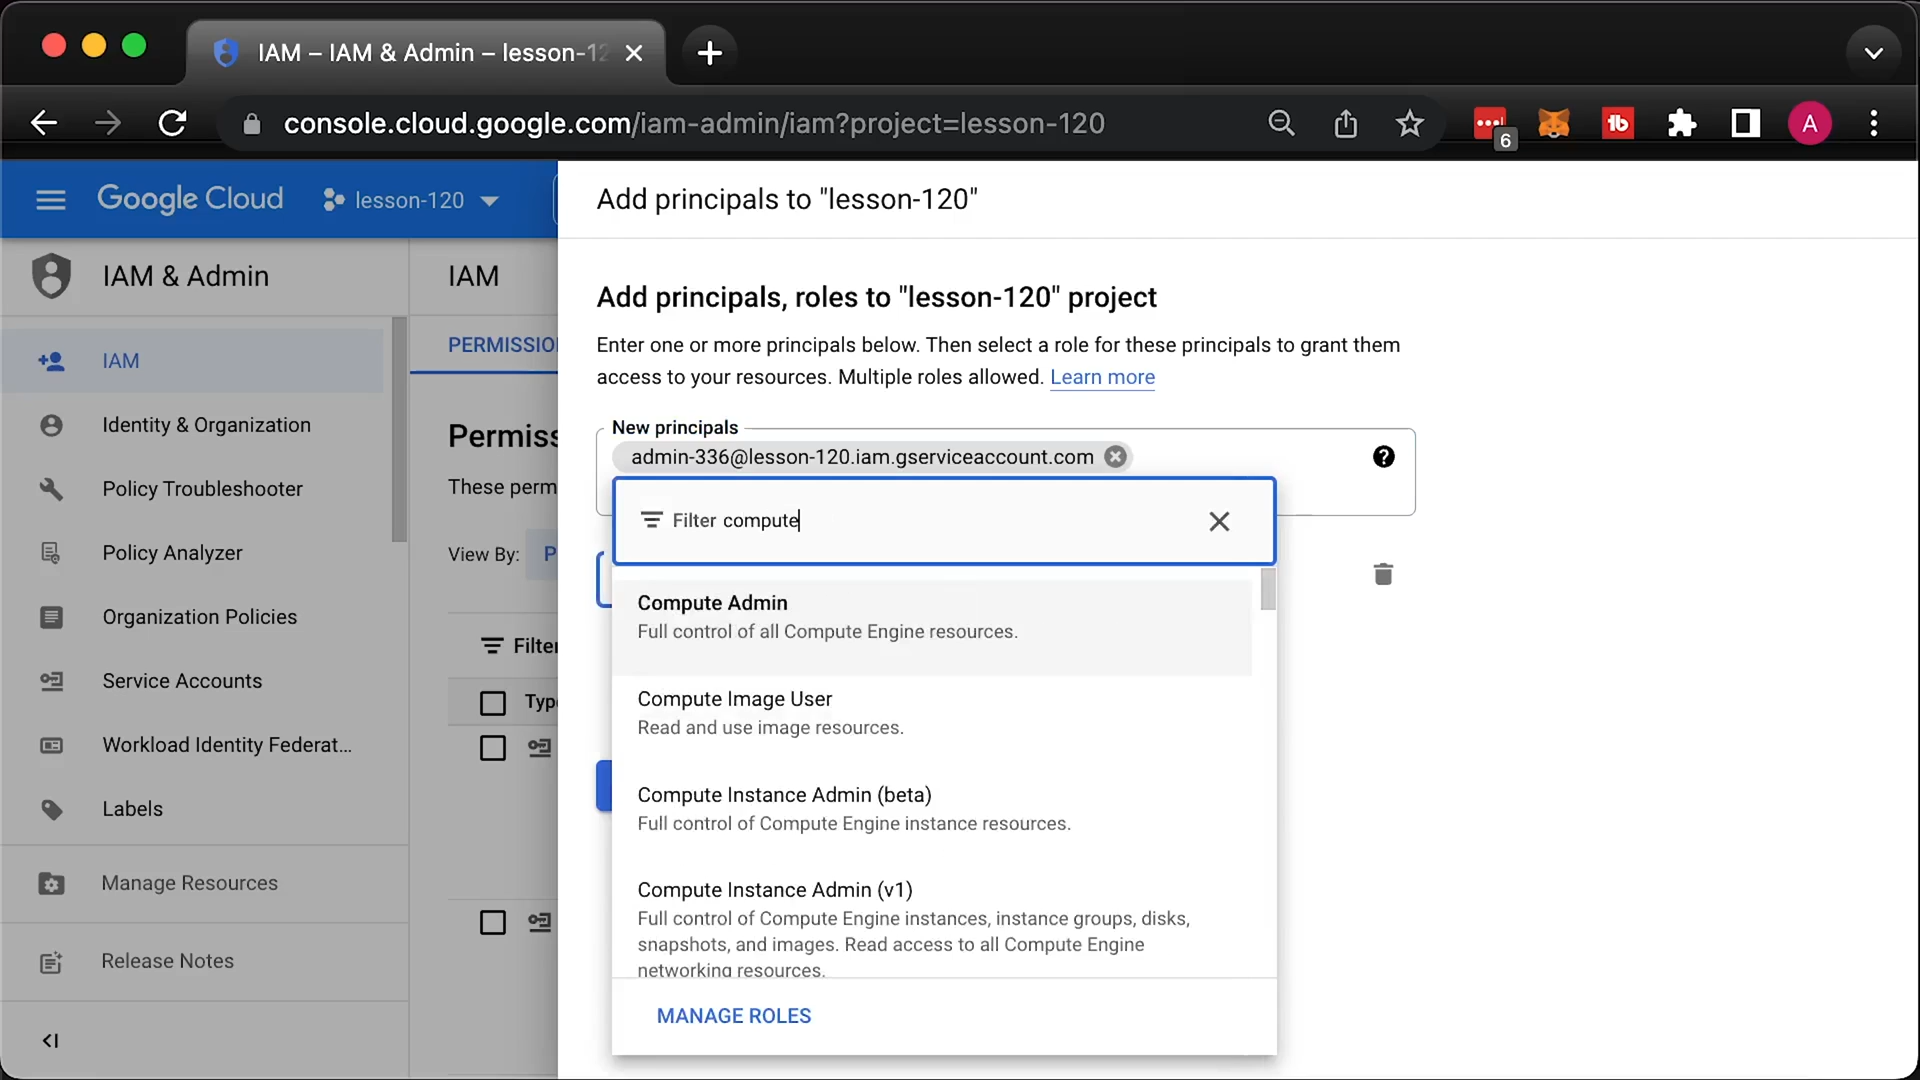 IAM – IAM & Admin – lesson-12
console.cloud.google.com/iam-admin/iam?project=lesson-120
6
A
Google Cloud
lesson-120
Add principals to "lesson-120"
IAM & Admin
IAM
Identity & Organization
Policy Troubleshooter
Policy Analyzer
Organization Policies
Service Accounts
Workload Identity Federat...
Labels
Manage Resources
Release Notes
IAM
PERMISSIO
Permiss
These perm
View By:
P
Filter
Type
Add principals, roles to "lesson-120" project
Enter one or more principals below. Then select a role for these principals to grant them
access to your resources. Multiple roles allowed. Learn more
New principals
admin-336@lesson-120.iam.gserviceaccount.com
Filter compute
Compute Admin
Full control of all Compute Engine resources.
Compute Image User
Read and use image resources.
Compute Instance Admin (beta)
Full control of Compute Engine instance resources.
Compute Instance Admin (v1)
Full control of Compute Engine instances, instance groups, disks,
snapshots, and images. Read access to all Compute Engine
networking resources.
MANAGE ROLES